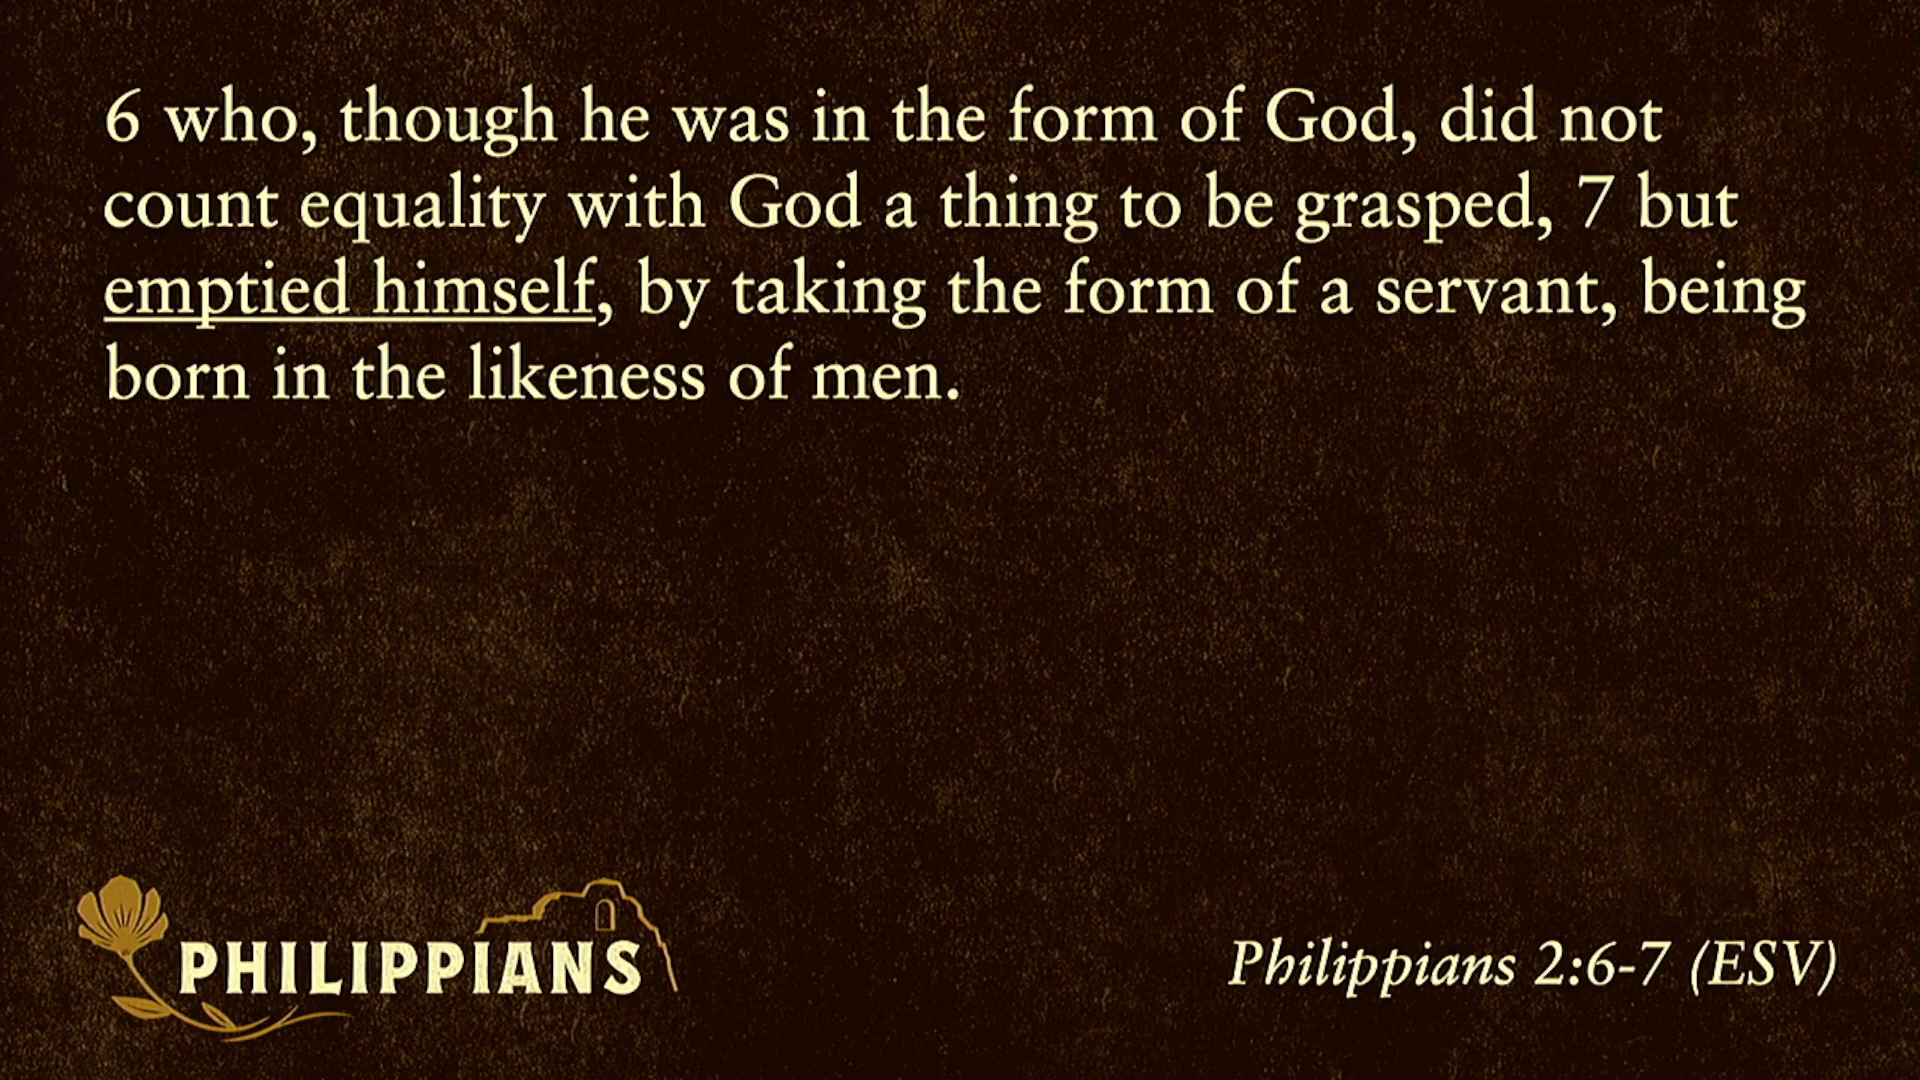 6 who, though he was in the form of God, did not
count equality with God a thing to be grasped, 7 but
emptied himself, by taking the form of a servant, being
born in the likeness of men.
PHILIPPIANS
Philippians 2:6-7 (ESV)